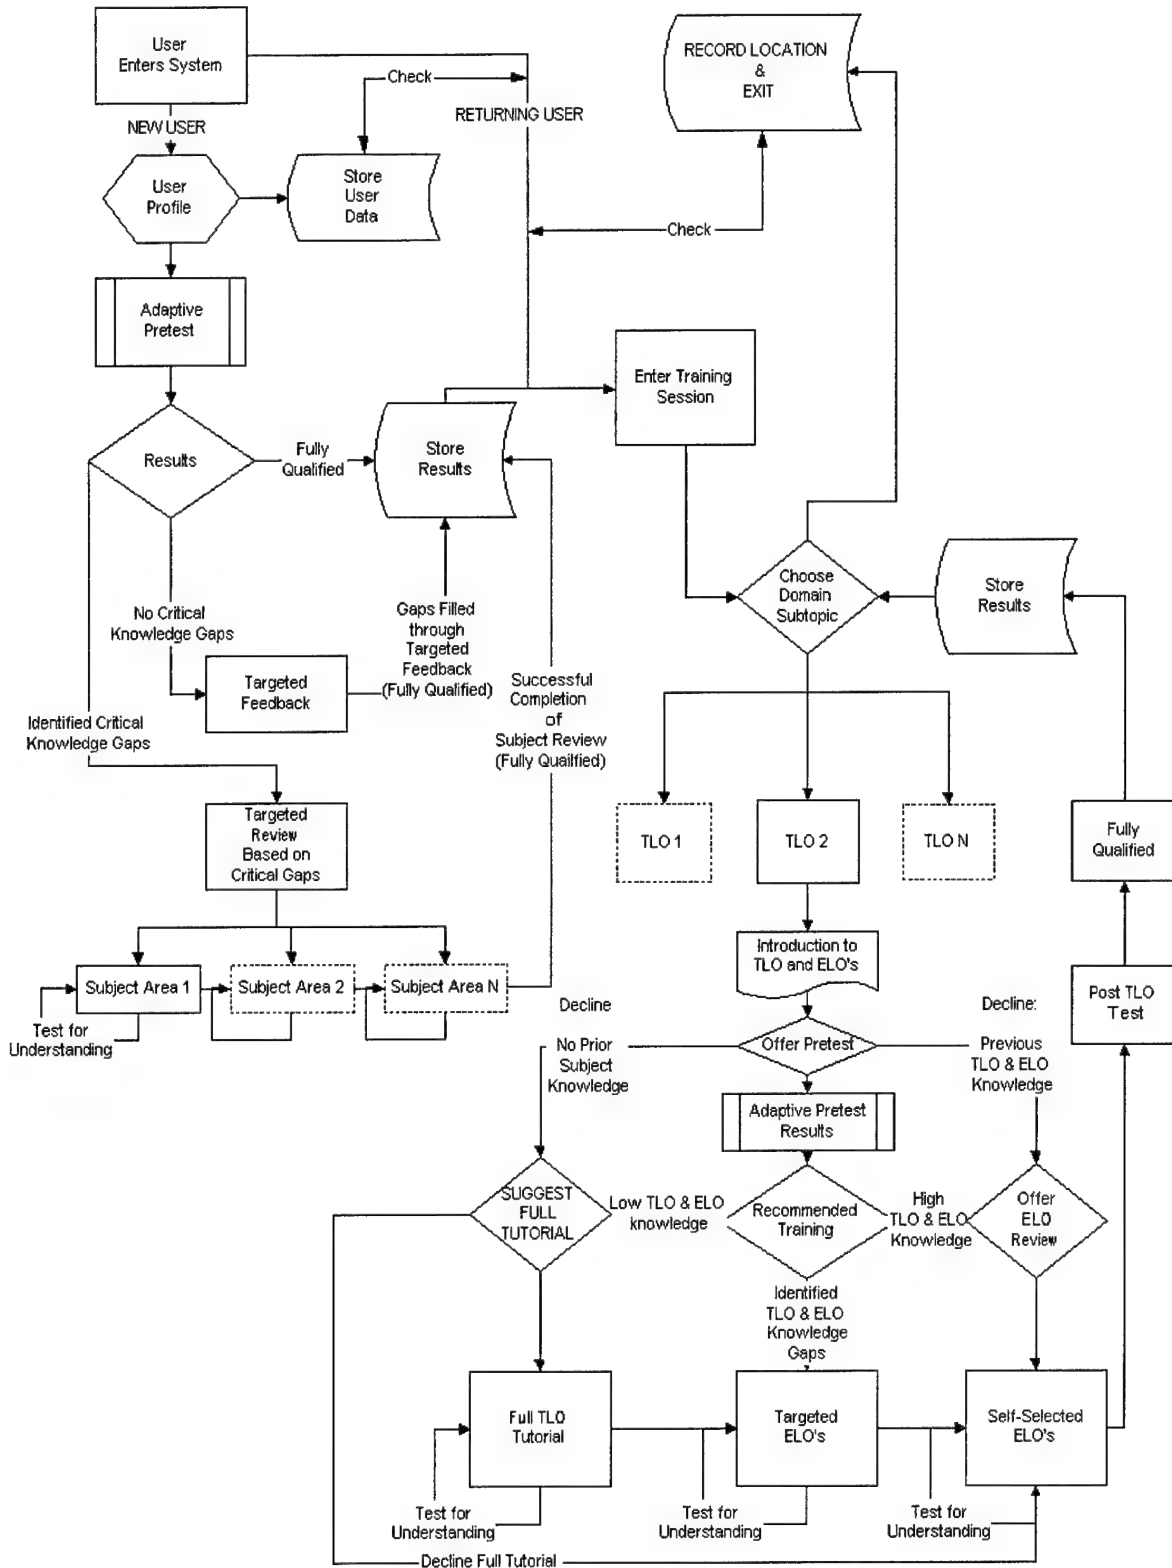 User
Enters System
RECORD LOCATION
&
EXIT
Check
NEW USER
RETURNING USER
User
Profile
Store
User
Data
Check
Adaptive
Pretest
Enter Training
Session
Results
Fully
Qualified
Store
Results
Choose
Domain
Subtopic
Store
Results
No Critical
Knowledge Gaps
Gaps Filled
through
Targeted
Feedback
(Fully Qualified)
Targeted
Feedback
Successful
Completion
of
Subject Review
(Fully Quailfied)
Identified Critical
Knowledge Gaps
Targeted
Review
Based on
Critical Gaps
TLO 1
TLO 2
TLO N
Fully
Qualified
Introduction to
TLO and ELO's
Subject Area 1
Subject Area 2
Subject Area N
Test for
Understanding
Post TLO
Test
Decline
No Prior
Subject
Knowledge
Offer Pretest
Decline:
Previous
TLO & ELO
Knowledge
Adaptive Pretest
Results
SUGGEST
FULL
TUTORIAL
Low TLO & ELO
knowledge
Recommended
Training
High
TLO & ELO
Knowledge
Offer
ELO
Review
Identified
TLO & ELO
Knowledge
Gaps
Full TLO
Tutorial
Targeted
ELO's
Self-Selected
ELO's
Test for
Understanding
Test for
Understanding
Test for
Understanding
Decline Full Tutorial